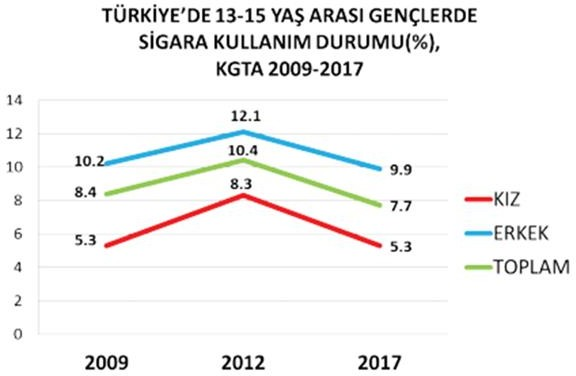 TÜRKİYE'DE 13-15 YAŞ ARASI GENÇLERDE
SİGARA KULLANIM DURUMU(%),
KGTA 2009-2017
14
12
10
8
6
4
2
0
10.2
12.1
9.9
8.4
10.4
7.7
5.3
8.3
5.3
KIZ
ERKEK
TOPLAM
2009 2012 2017